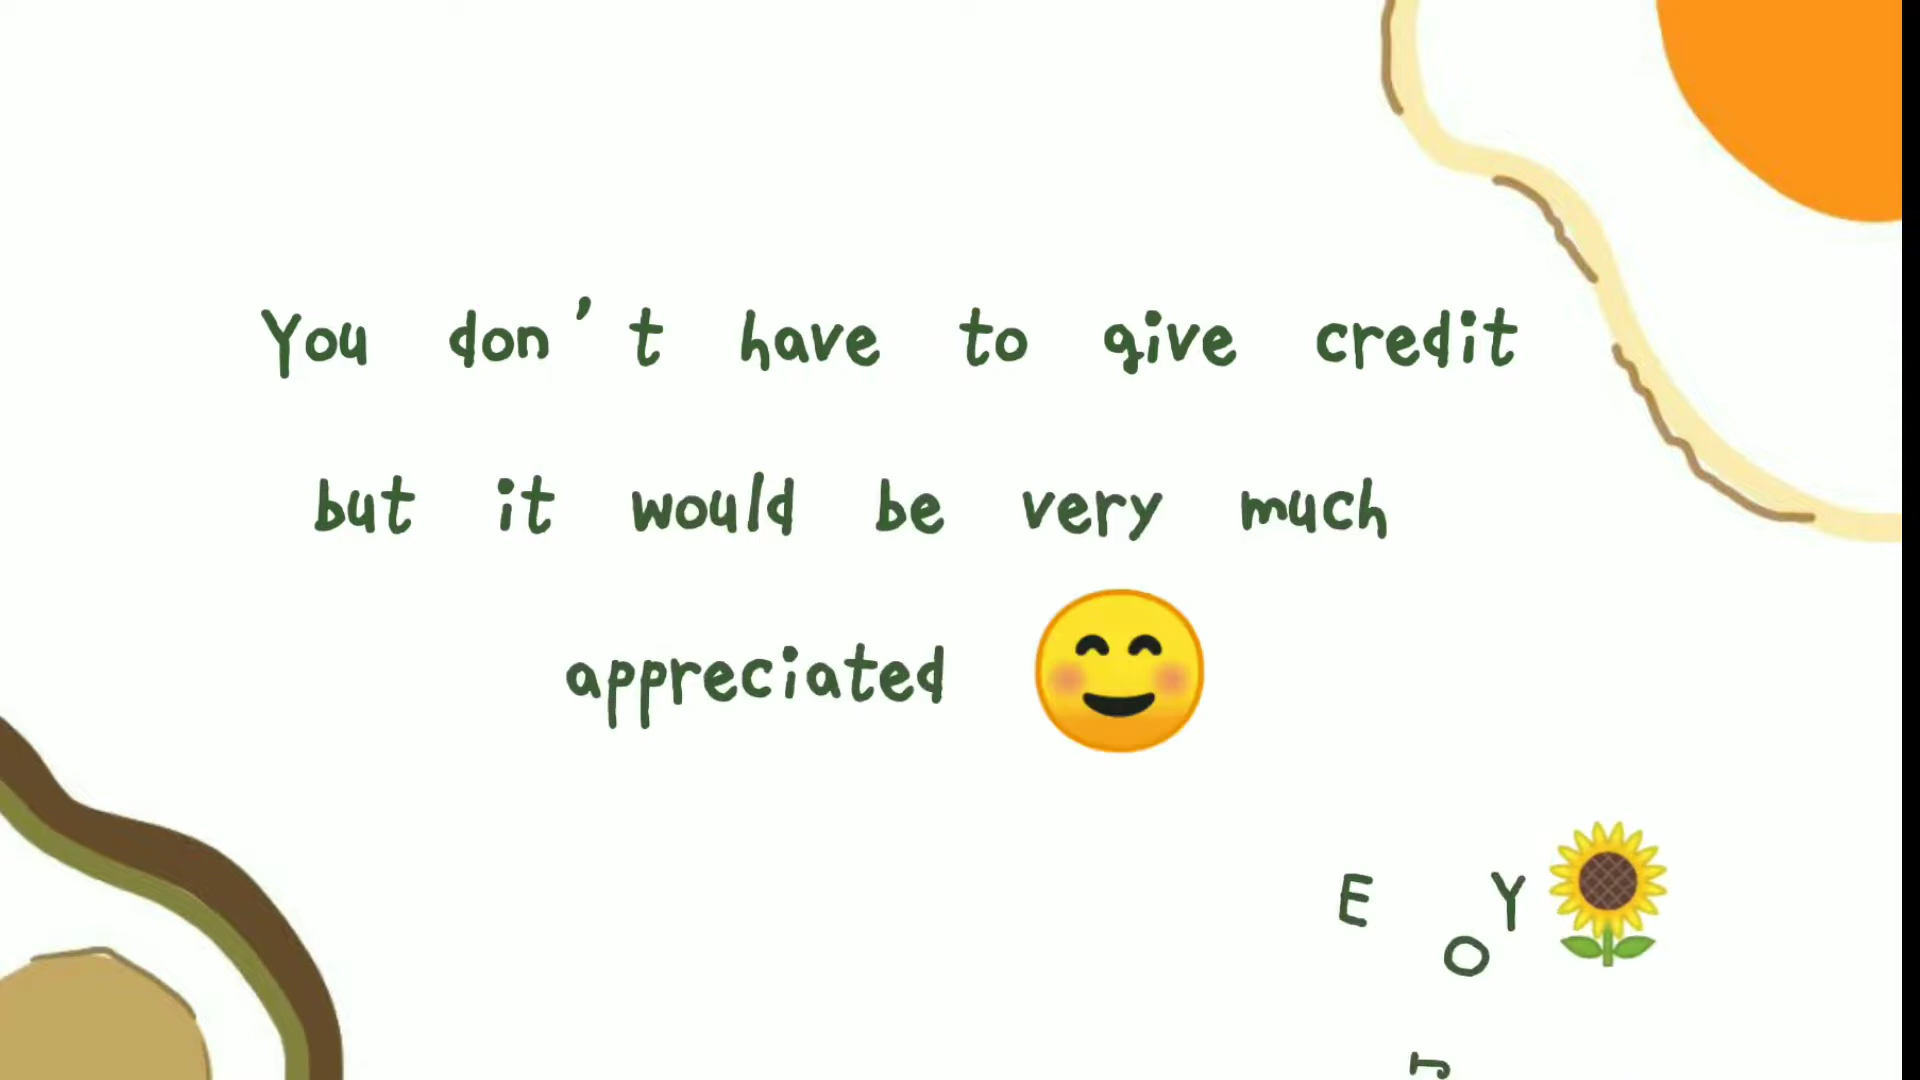 You don't have to give credit
but it would be very much
appreciated 😊
E O Y 🌻
J